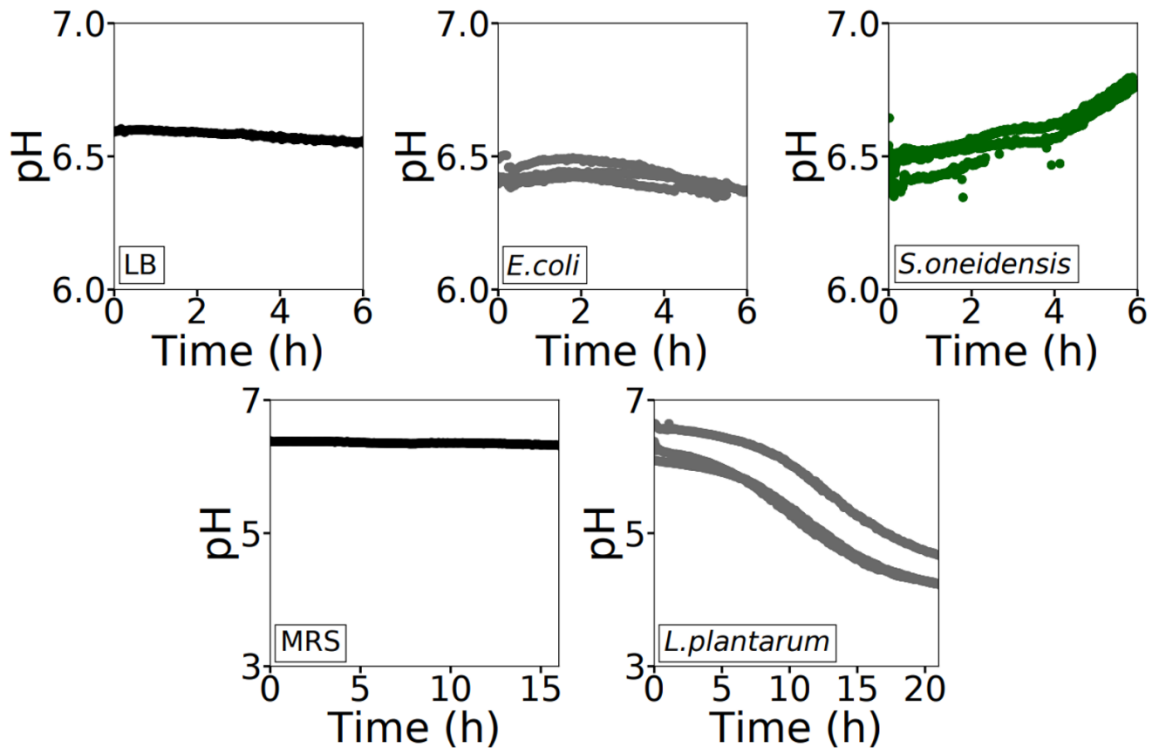 7.0
6.5
6.0
pH
0 2 4 6
Time (h)
LB
7.0
6.5
6.0
pH
0 2 4 6
Time (h)
E.coli
7.0
6.5
6.0
pH
0 2 4 6
Time (h)
S.oneidensis
7
5
3
pH
0 5 10 15
Time (h)
MRS
7
5
3
pH
0 5 10 15 20
Time (h)
L.plantarum